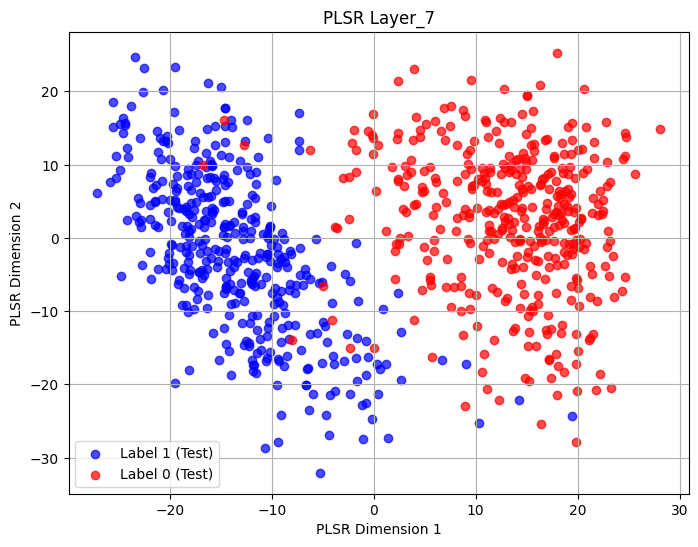 PLSR Layer_7
PLSR Dimension 2
20
10
0
−10
−20
−30
Label 1 (Test)
Label 0 (Test)
−20 −10 0 10 20 30
PLSR Dimension 1